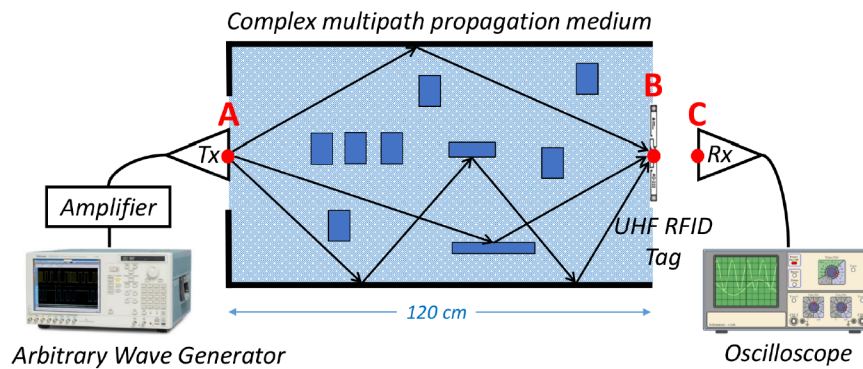 Complex multipath propagation medium
B
A
C
Tx
Rx
Amplifier
UHF RFID
Tag
120 cm
Arbitrary Wave Generator
Oscilloscope